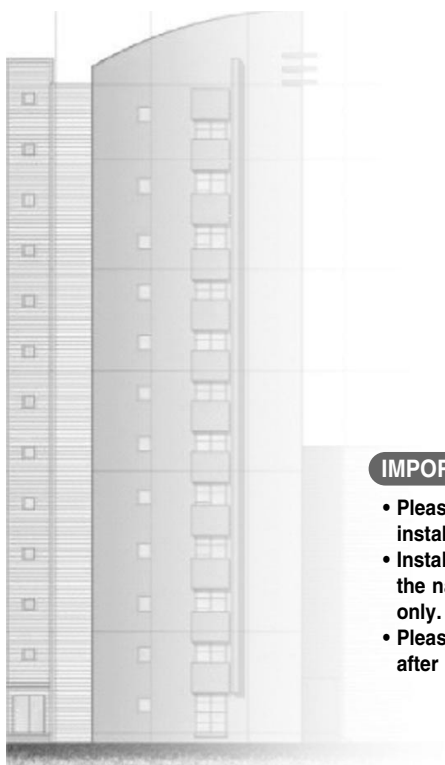 IMPOR
• Pleas
instal
• Instal
the na
only.
• Pleas
after